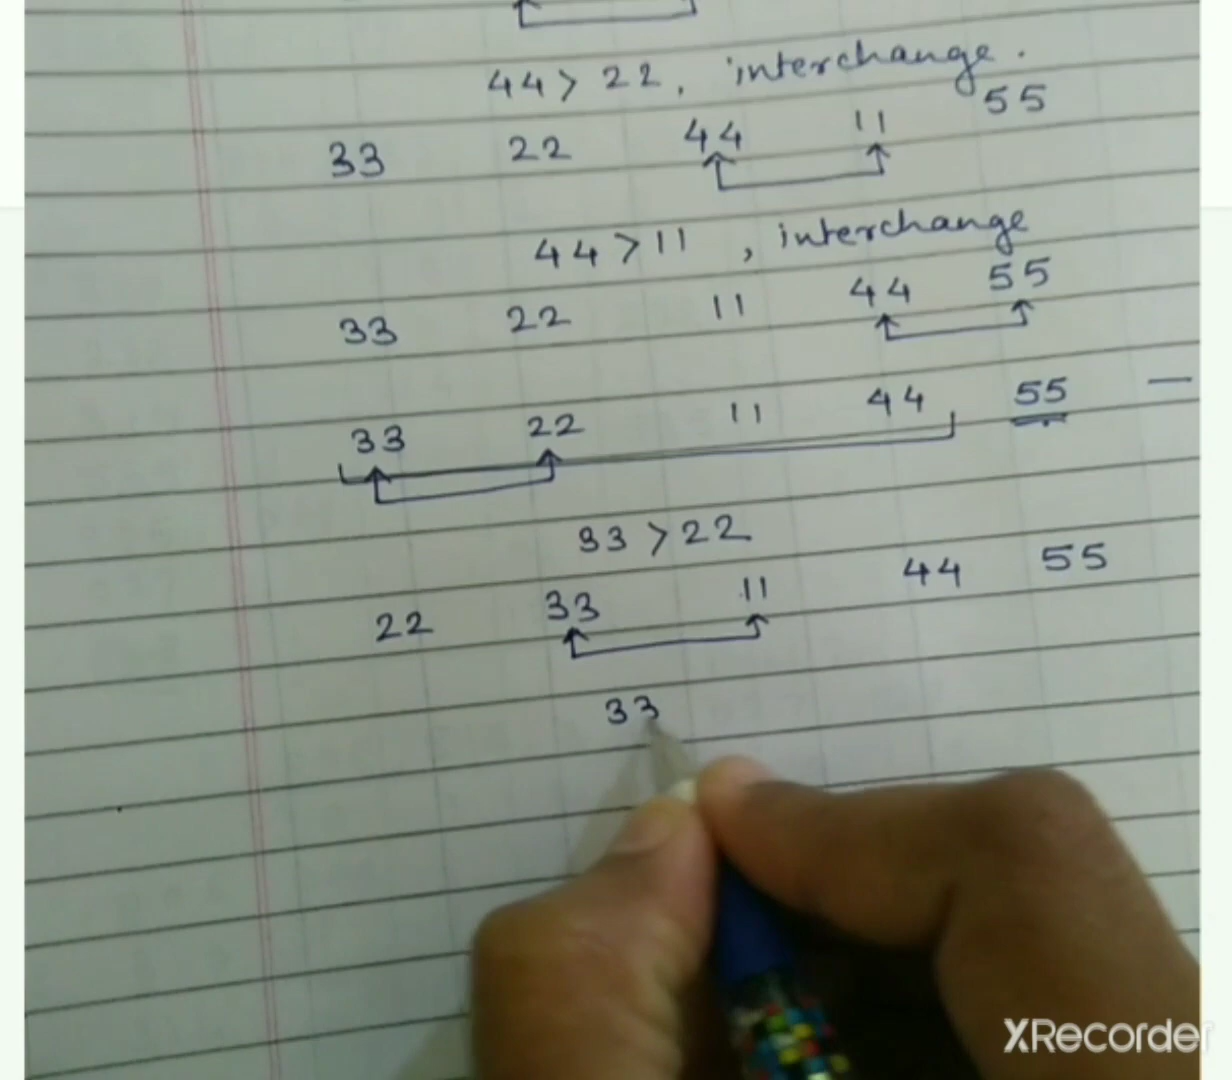 44 > 22, interchange.
33 22 44 11 55
44 > 11, interchange
33 22 11 44 55
33 22 11 44 55 —
33 > 22
22 33 11 44 55
33
XRecorder